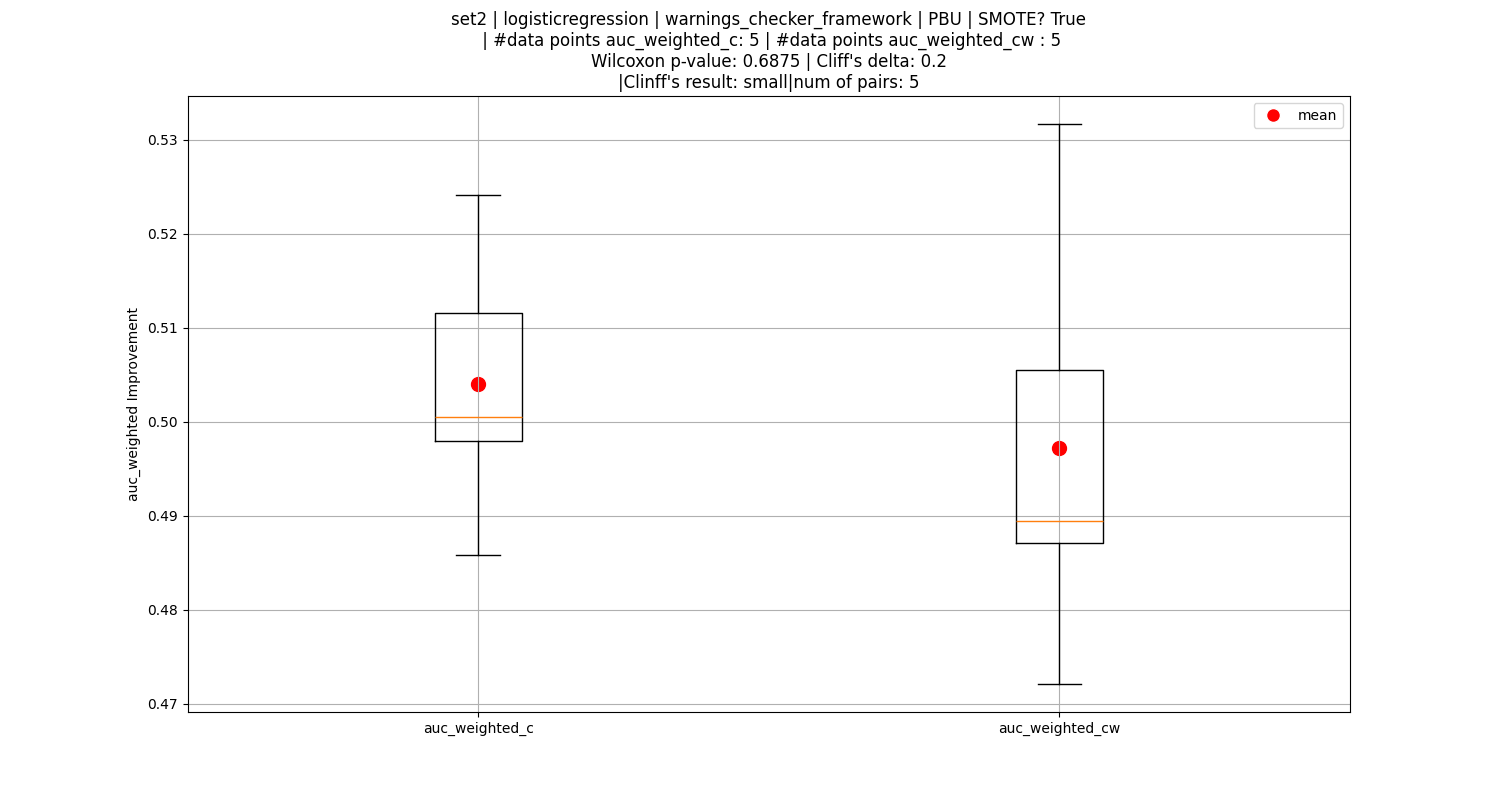 set2 | logisticregression | warnings_checker_framework | PBU | SMOTE? True
| #data points auc_weighted_c: 5 | #data points auc_weighted_cw : 5
Wilcoxon p-value: 0.6875 | Cliff's delta: 0.2
|Clinff's result: small|num of pairs: 5
mean
0.53
0.52
0.51
0.50
0.49
0.48
0.47
auc_weighted Improvement
auc_weighted_c
auc_weighted_cw